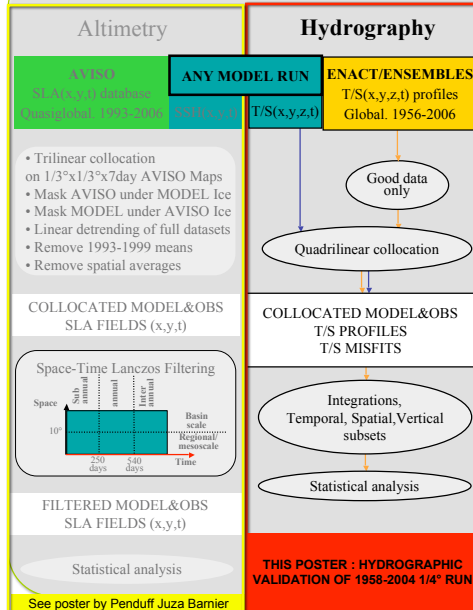 Altimetry
AVISO
SLA(x,y,t) database
Quasiglobal. 1993-2006
ANY MODEL RUN
SSH(x,y,t)
T/S(x,y,z,t)
• Trilinear collocation
on 1/3°x1/3°x7day AVISO Maps
• Mask AVISO under MODEL Ice
• Mask MODEL under AVISO Ice
• Linear detrending of full datasets
• Remove 1993-1999 means
• Remove spatial averages
COLLOCATED MODEL&OBS
SLA FIELDS (x,y,t)
Space-Time Lanczos Filtering
Sub
annual
annual
Inter
annual
Space
10°
Basin
scale
Regional/
mesoscale
250
days
540
days
Time
FILTERED MODEL&OBS
SLA FIELDS (x,y,t)
Statistical analysis
See poster by Penduff Juza Barnier
Hydrography
ENACT/ENSEMBLES
T/S(x,y,z,t) profiles
Global. 1956-2006
Good data
only
Quadrilinear collocation
COLLOCATED MODEL&OBS
T/S PROFILES
T/S MISFITS
Integrations,
Temporal, Spatial,Vertical
subsets
Statistical analysis
THIS POSTER : HYDROGRAPHIC
VALIDATION OF 1958-2004 1/4° RUN